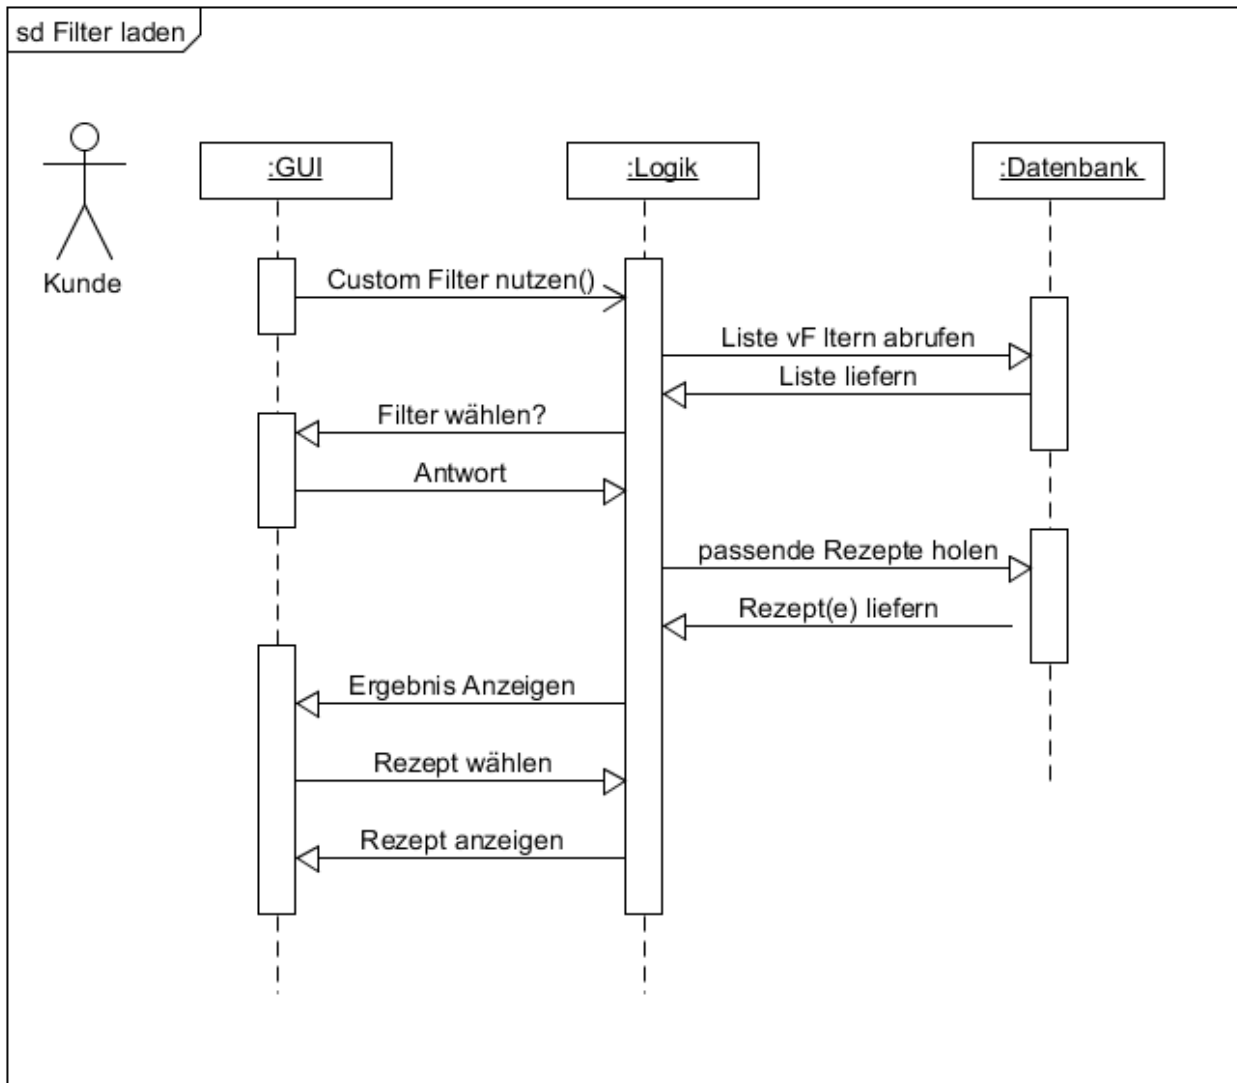 sd Filter laden
:GUI
:Logik
:Datenbank
Kunde
Custom Filter nutzen()
Liste vF ltern abrufen
Liste liefern
Filter wählen?
Antwort
passende Rezepte holen
Rezept(e) liefern
Ergebnis Anzeigen
Rezept wählen
Rezept anzeigen